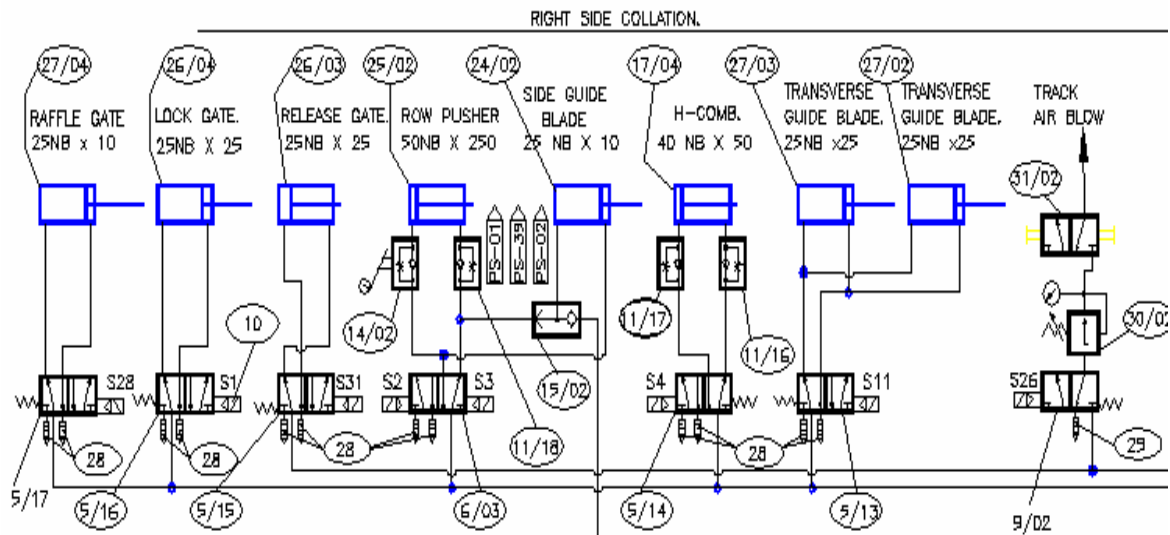 RIGHT SIDE COLLATION.
27/04
26/04
26/03
25/02
24/02
17/04
27/03
27/02
RAFFLE GATE
25NB x 10
LOCK GATE.
25NB X 25
RELEASE GATE.
25NB X 25
ROW PUSHER
50NB X 250
SIDE GUIDE
BLADE
25 NB X 10
H-COMB.
40 NB X 50
TRANSVERSE
GUIDE BLADE.
25NB x25
TRANSVERSE
GUIDE BLADE.
25NB x25
TRACK
AIR BLOW
31/02
PS-01
PS-39
PS-02
14/02
11/17
11/16
30/02
10
15/02
S28
S1
S31
S2
S3
S4
S11
S26
11/18
28
28
28
28
29
5/17
5/16
5/15
6/03
5/14
5/13
9/02